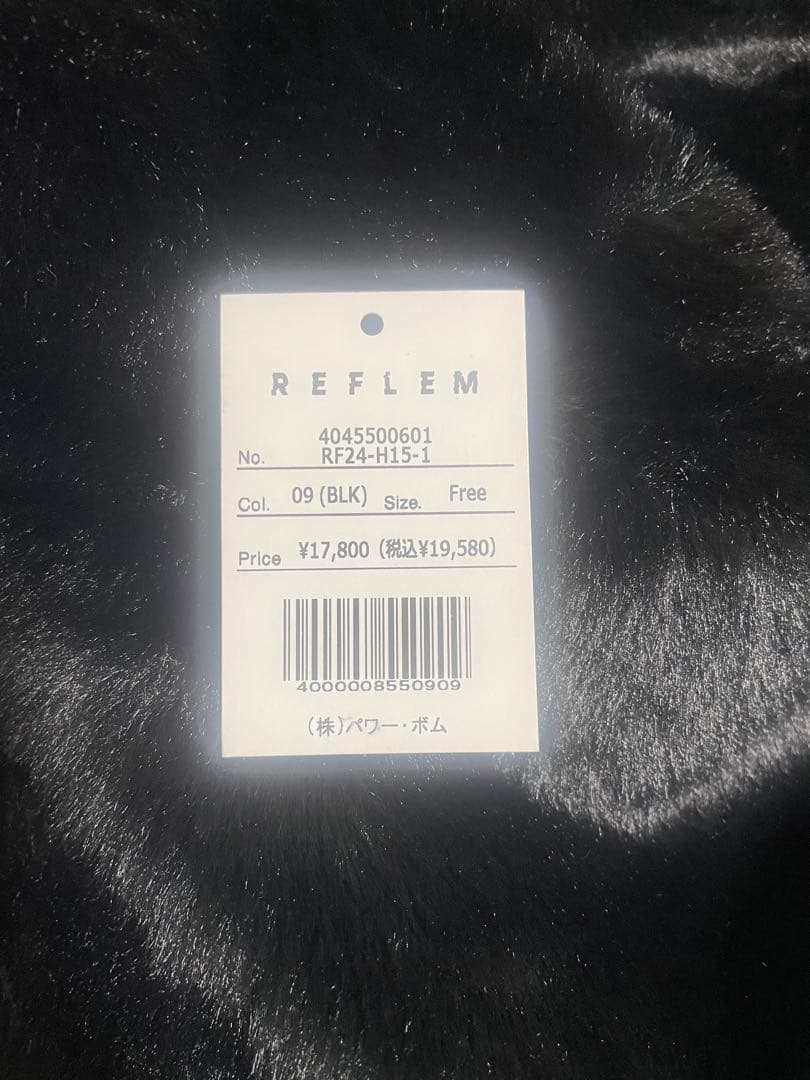 REFLEM
4045500601
No. RF24-H15-1
Col. 09 (BLK) Size. Free
Price ¥17,800 (税込¥19,580)
4000008550909
(株)パワー・ボム